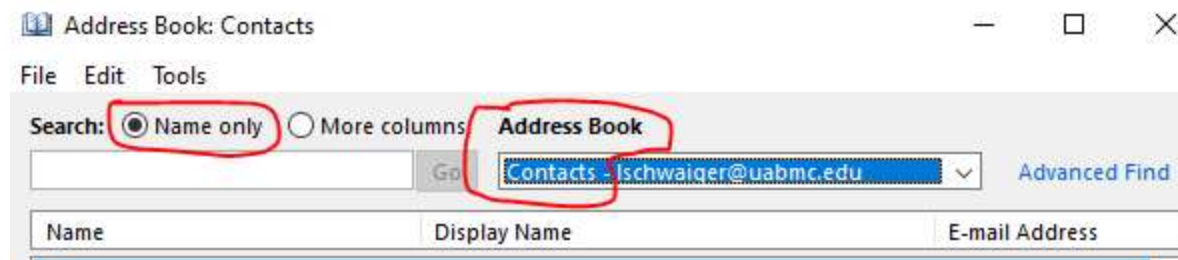 Address Book: Contacts
File Edit Tools
Search: Name only More columns Address Book
Go Contacts - lschwaiger@uabmc.edu Advanced Find
Name Display Name E-mail Address